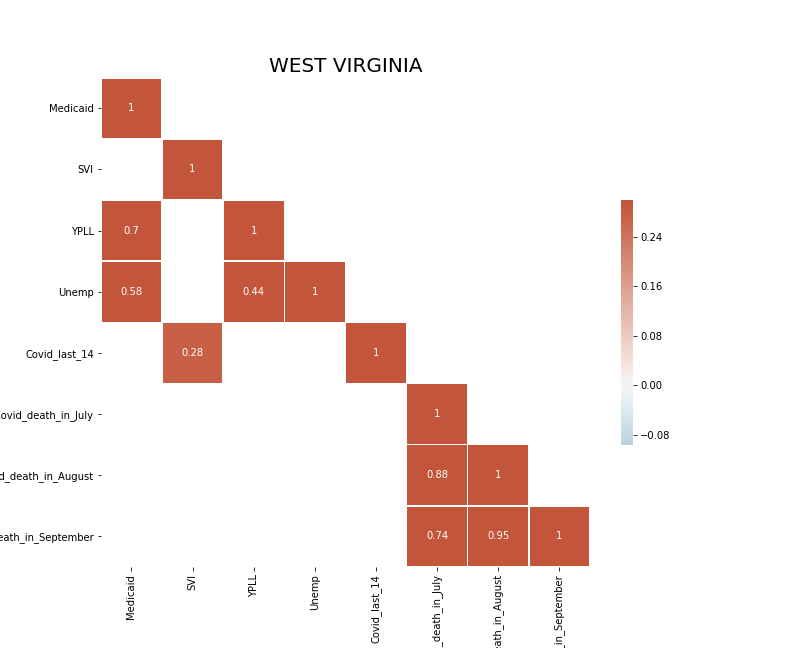 WEST VIRGINIA
Medicaid 1
SVI 1
YPLL 0.7 1
Unemp 0.58 0.44 1
Covid_last_14 0.28 1
ovid_death_in_July 1
d_death_in_August 0.88 1
eath_in_September 0.74 0.95 1
0.24
0.16
0.08
0.00
−0.08
Medicaid
SVI
YPLL
Unemp
Covid_last_14
_death_in_July
ath_in_August
_in_September